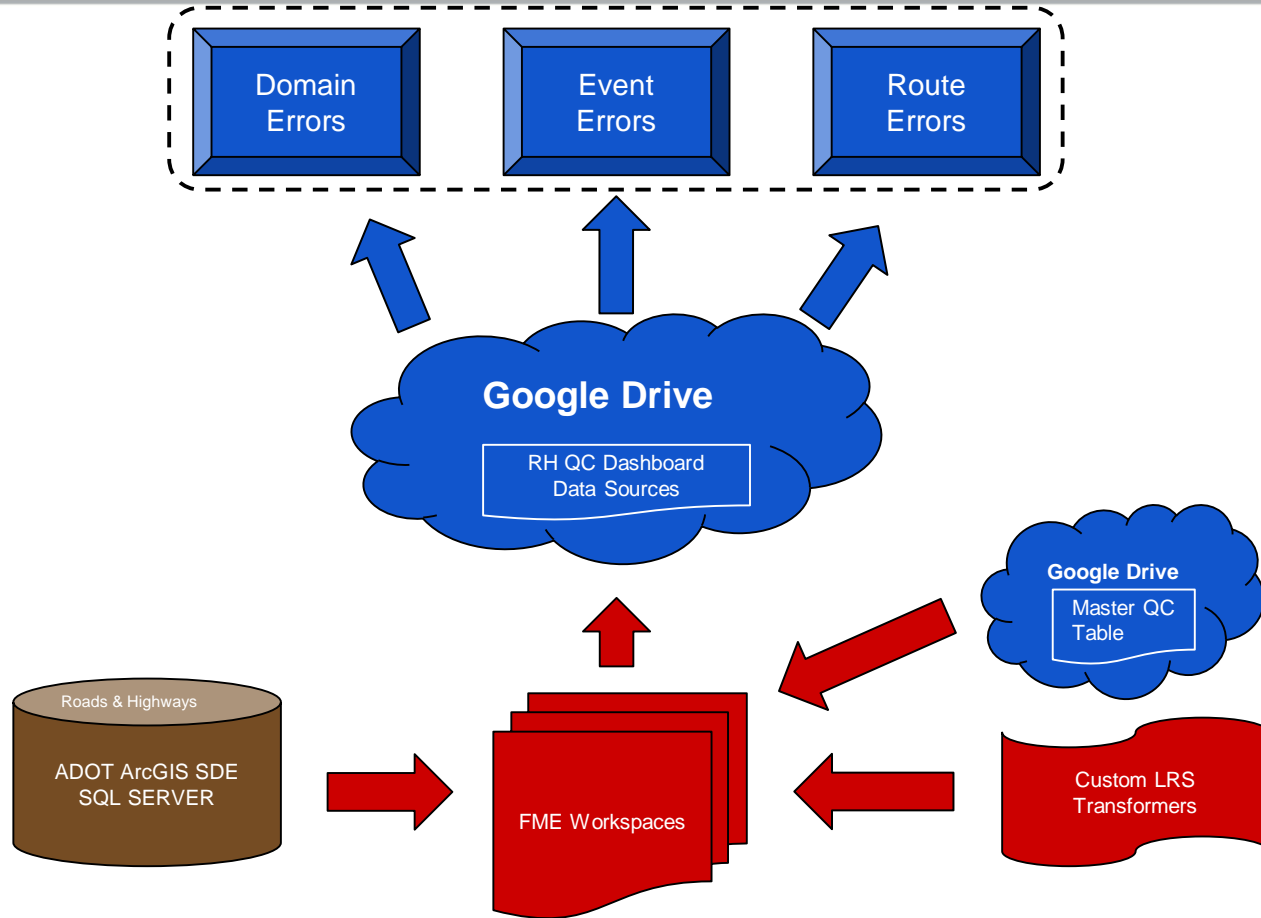 Domain
Errors
Event
Errors
Route
Errors
Google Drive
RH QC Dashboard
Data Sources
Google Drive
Master QC
Table
Roads & Highways
ADOT ArcGIS SDE
SQL SERVER
FME Workspaces
Custom LRS
Transformers